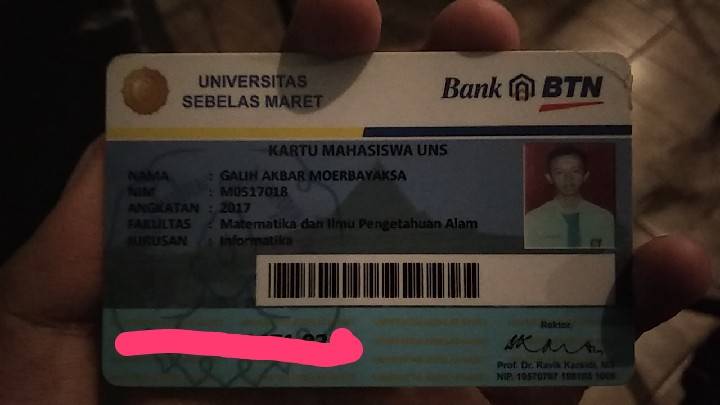 UNIVERSITAS
SEBELAS MARET
Bank BTN
KARTU MAHASISWA UNS
NAMA : GALIH AKBAR MOERBAYAKSA
NIM : M0517018
ANGKATAN : 2017
FAKULTAS : Matematika dan Ilmu Pengetahuan Alam
JURUSAN : Informatika
Rektor,
Prof. Dr. Ravik Karsidi, MS
NIP. 19570707 198103 1006